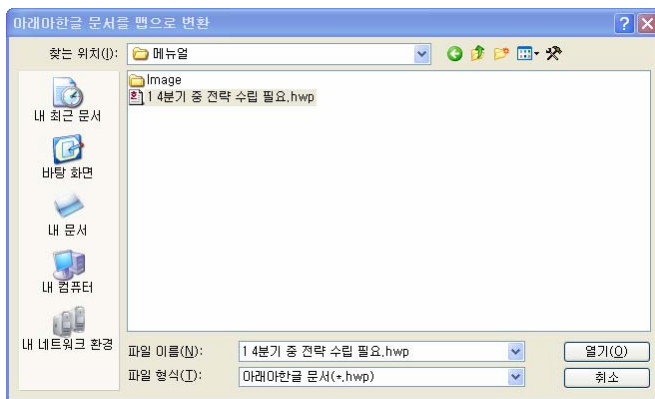 아래아한글 문서를 맵으로 변환
찾는 위치(I): 메뉴얼
Image
1 4분기 중 전략 수립 필요.hwp
내 최근 문서
바탕 화면
내 문서
내 컴퓨터
내 네트워크 환경
파일 이름(N): 1 4분기 중 전략 수립 필요.hwp 열기(O)
파일 형식(T): 아래아한글 문서(*.hwp) 취소